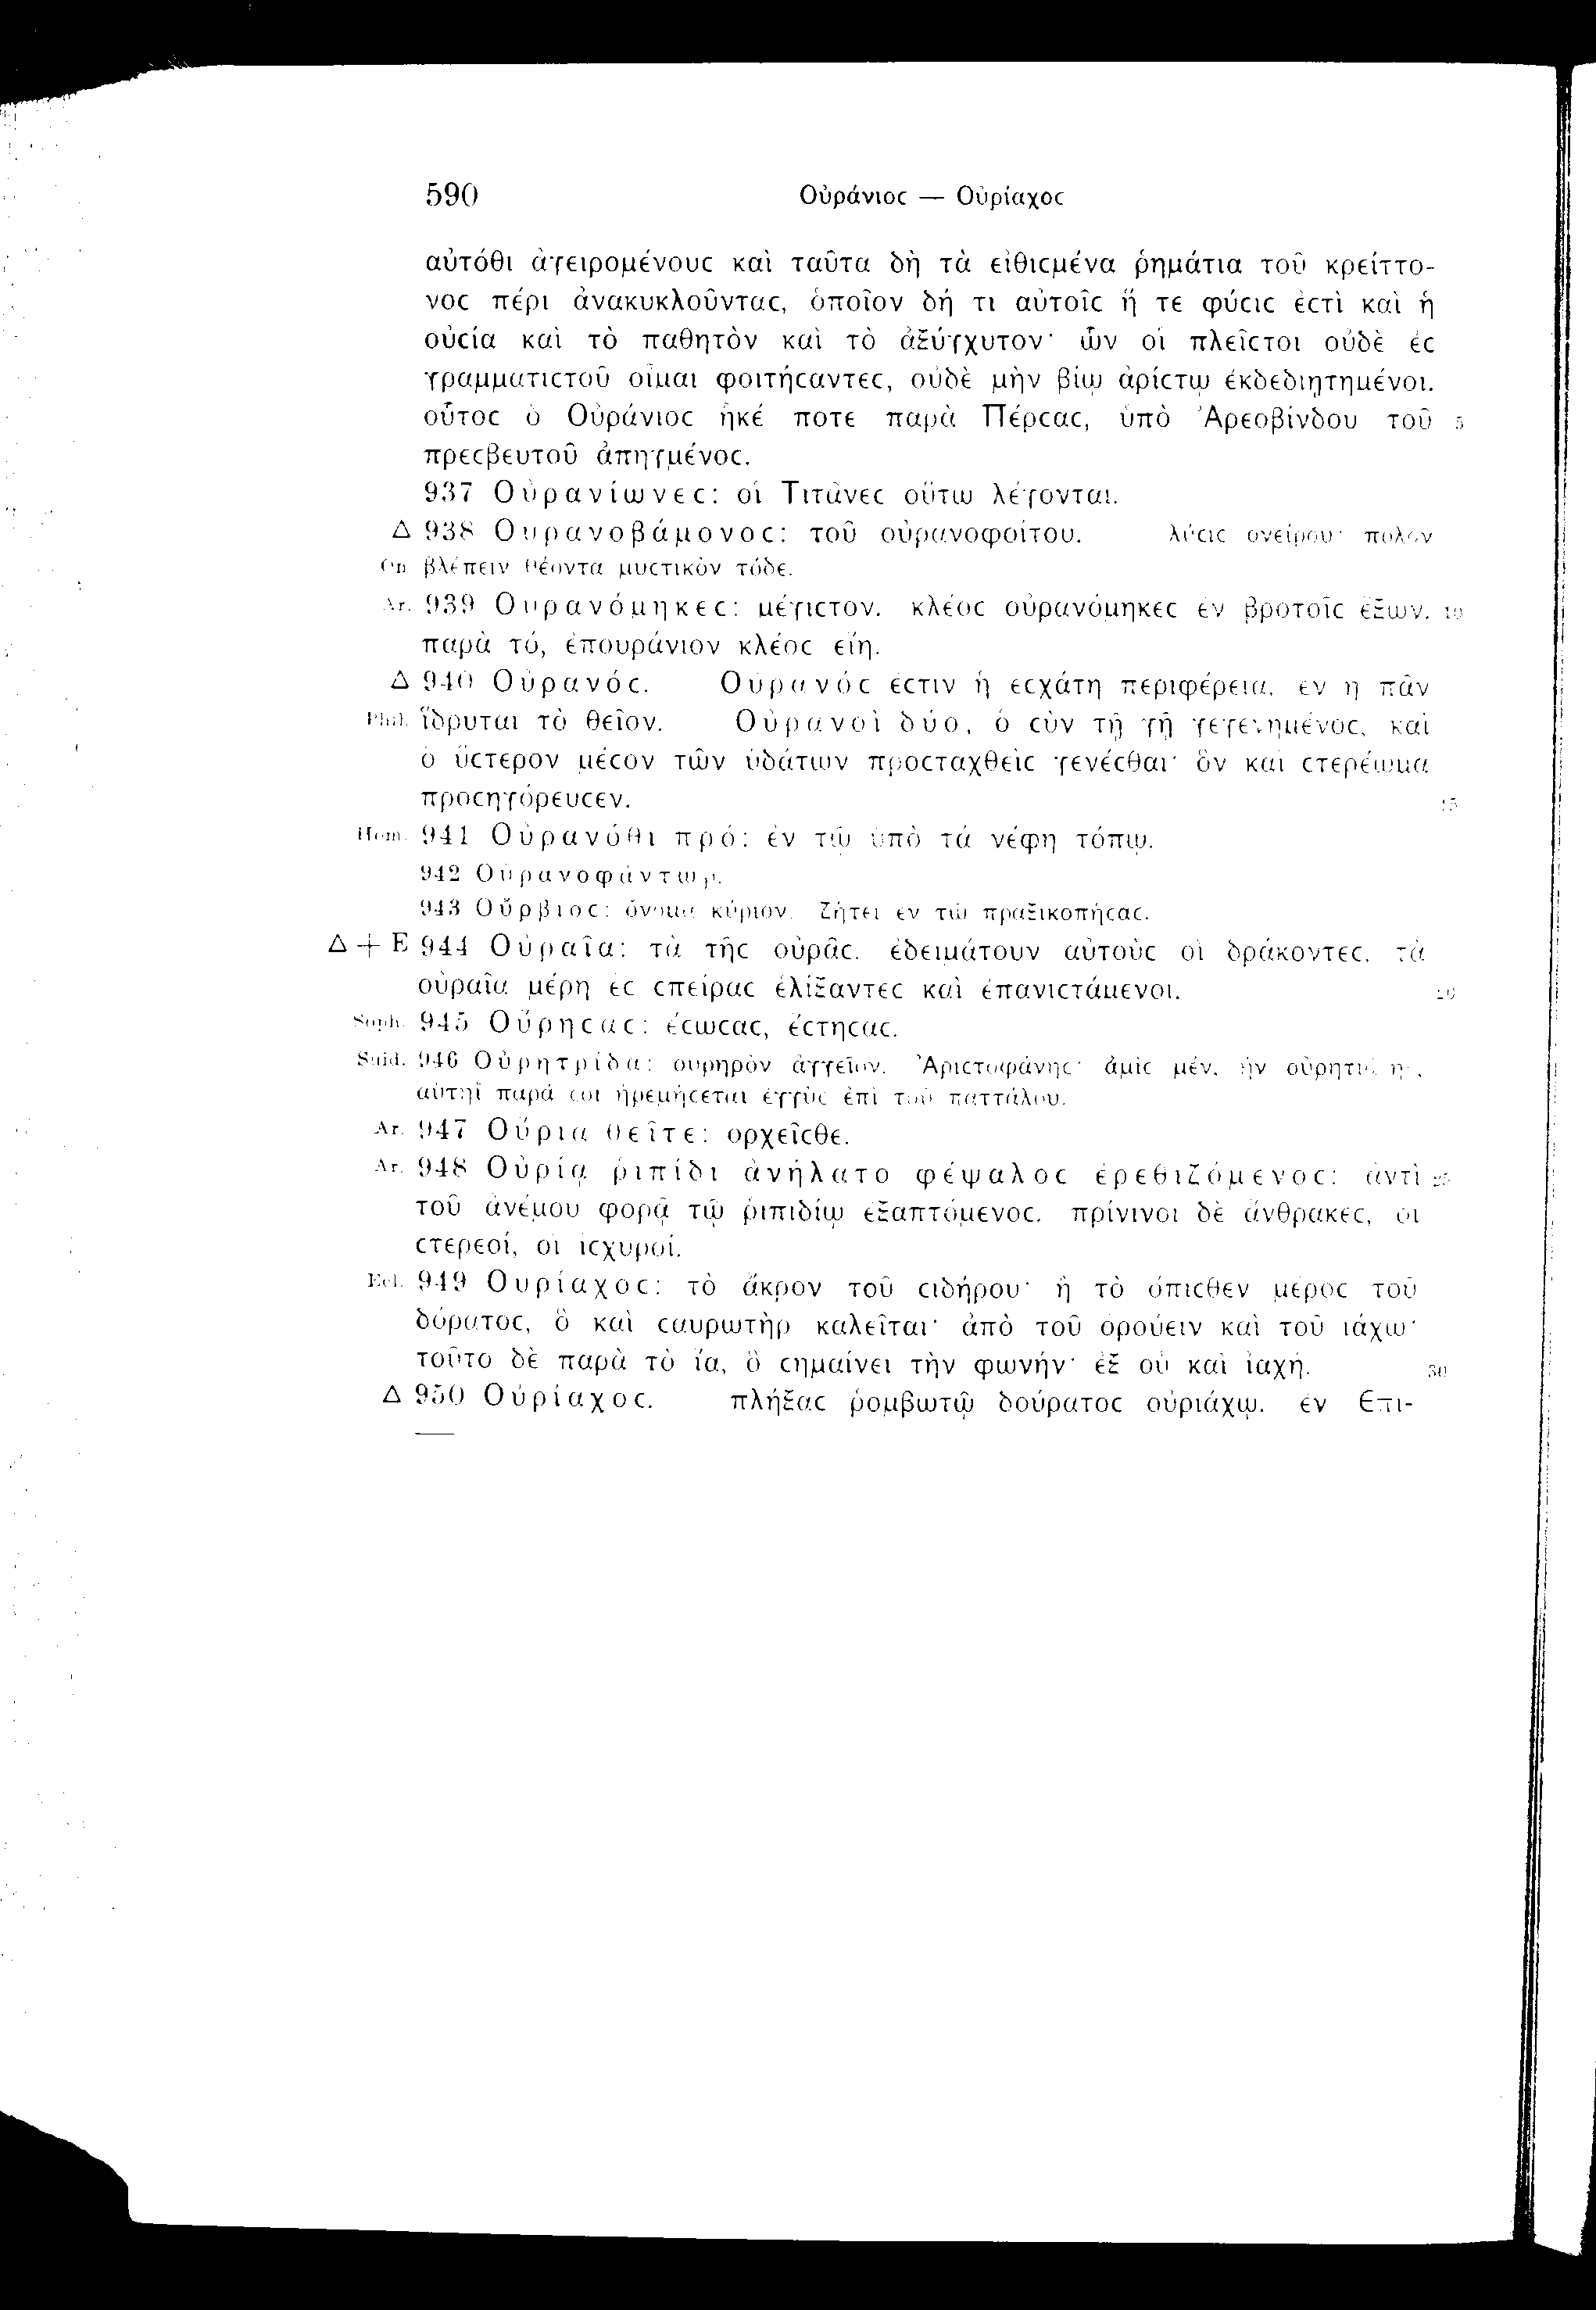 590 Οὐράνιοϲ — Οὐρίαχοϲ
αὐτόθι ἀγειρομένουϲ καὶ ταῦτα δὴ τὰ εἰθιϲμένα ῥημάτια τοῦ κρείττο-
νοϲ πέρι ἀνακυκλοῦνταϲ, ὁποῖον δή τι αὐτοῖϲ ἥ τε φύϲιϲ ἐϲτὶ καὶ ἡ
οὐϲία καὶ τὸ παθητὸν καὶ τὸ ἀξύγχυτον· ὧν οἱ πλεῖϲτοι οὐδὲ ἐϲ
γραμματιϲτοῦ οἶμαι φοιτήϲαντεϲ, οὐδὲ μὴν βίῳ ἀρίϲτῳ ἐκδεδιῃτημένοι.
οὗτοϲ ὁ Οὐράνιοϲ ἧκέ ποτε παρὰ Πέρϲαϲ, ὑπὸ Ἀρεοβίνδου τοῦ 5
πρεϲβευτοῦ ἀπηγμένοϲ.
937 Οὐρανίωνεϲ: οἱ Τιτᾶνεϲ οὕτω λέγονται.
Δ 938 Οὐρανοβάμονοϲ: τοῦ οὐρανοφοίτου. λύϲιϲ ὀνείρου· πόλον
On βλέπειν θέοντα μυϲτικὸν τόδε.
Ar. 939 Οὐρανόμηκεϲ: μέγιϲτον. κλέοϲ οὐρανόμηκεϲ ἐν βροτοῖϲ ἕξων. 10
παρὰ τό, ἐπουράνιον κλέοϲ εἴη.
Δ 940 Οὐρανόϲ. Οὐρανόϲ ἐϲτιν ἡ ἐϲχάτη περιφέρεια, ἐν ᾗ πᾶν
Phil. ἵδρυται τὸ θεῖον. Οὐρανοὶ δύο, ὁ ϲὺν τῇ γῇ γεγενημένοϲ, καὶ
ὁ ὕϲτερον μέϲον τῶν ὑδάτων προϲταχθεὶϲ γενέϲθαι· ὃν καὶ ϲτερέωμα
προϲηγόρευϲεν. 15
Hom. 941 Οὐρανόθι πρό: ἐν τῷ ὑπὸ τὰ νέφη τόπῳ.
942 Οὐρανοφάντωρ.
943 Οὔρβιοϲ: ὄνομα κύριον. Ζήτει ἐν τῷ πραξικοπήϲαϲ.
Δ + E 944 Οὐραῖα: τὰ τῆϲ οὐρᾶϲ. ἐδειμάτουν αὐτοὺϲ οἱ δράκοντεϲ, τὰ
οὐραῖα μέρη ἐϲ ϲπείραϲ ἑλίξαντεϲ καὶ ἐπανιϲτάμενοι. 20
Soph. 945 Οὔρηϲαϲ: ἔϲωϲαϲ, ἔϲτηϲαϲ.
Suid. 946 Οὐρητρίδα: οὐρηρὸν ἀγγεῖον. Ἀριϲτοφάνηϲ· ἀμὶϲ μέν, ἢν
αὑτηῒ παρά ϲοι ἠρεμήϲεται ἐγγὺϲ ἐπὶ τοῦ παττάλου.
Ar. 947 Οὔρια θεῖτε: ὀρχεῖϲθε.
Ar. 948 Οὐρίᾳ ῥιπίδι ἀνήλατο φέψαλοϲ ἐρεθιζόμενοϲ: ἀντὶ 25
τοῦ ἀνέμου φορᾷ τῷ ῥιπιδίῳ ἐξαπτόμενοϲ. πρίνινοι δὲ ἄνθρακεϲ, οἱ
ϲτερεοί, οἱ ἰϲχυροί.
Ecl. 949 Οὐρίαχοϲ: τὸ ἄκρον τοῦ ϲιδήρου· ἢ τὸ ὄπιϲθεν μέροϲ τοῦ
δόρατοϲ, ὃ καὶ ϲαυρωτὴρ καλεῖται· ἀπὸ τοῦ ὀρούειν καὶ τοῦ ἰάχω·
τοῦτο δὲ παρὰ τὸ ἴα, ὃ ϲημαίνει τὴν φωνήν· ἐξ οὗ καὶ ἰαχή. 30
Δ 950 Οὐρίαχοϲ. πλήξαϲ ῥομβωτῷ δούρατοϲ οὐριάχῳ. ἐν Ἐπι-